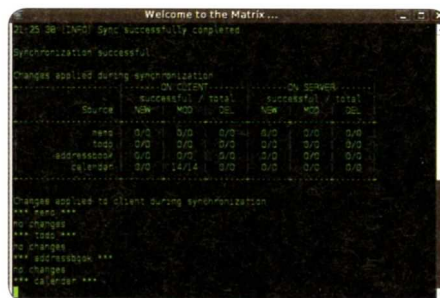 Welcome to the Matrix ...
21:25:30 [INFO] Sync successfully completed
Synchronization successful.
Changes applied during synchronization
ON CLIENT ON SERVER
successful / total successful / total
Source NEW MOD DEL NEW MOD DEL
memo 0/0 0/0 0/0 0/0 0/0 0/0
todo 0/0 0/0 0/0 0/0 0/0 0/0
addressbook 0/0 0/0 0/0 0/0 0/0 0/0
calendar 0/0 14/14 0/0 0/0 0/0 0/0
Changes applied to client during synchronization
*** memo ***
no changes
*** todo ***
no changes
*** addressbook ***
no changes
*** calendar ***